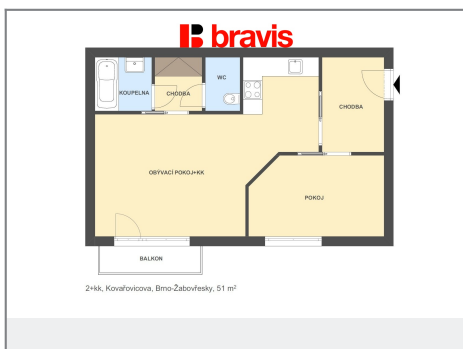 bravis
KOUPELNA
CHODBA
WC
CHODBA
OBÝVACÍ POKOJ+KK
POKOJ
BALKON
2+kk, Kovařovicova, Brno-Žabovřesky, 51 m²